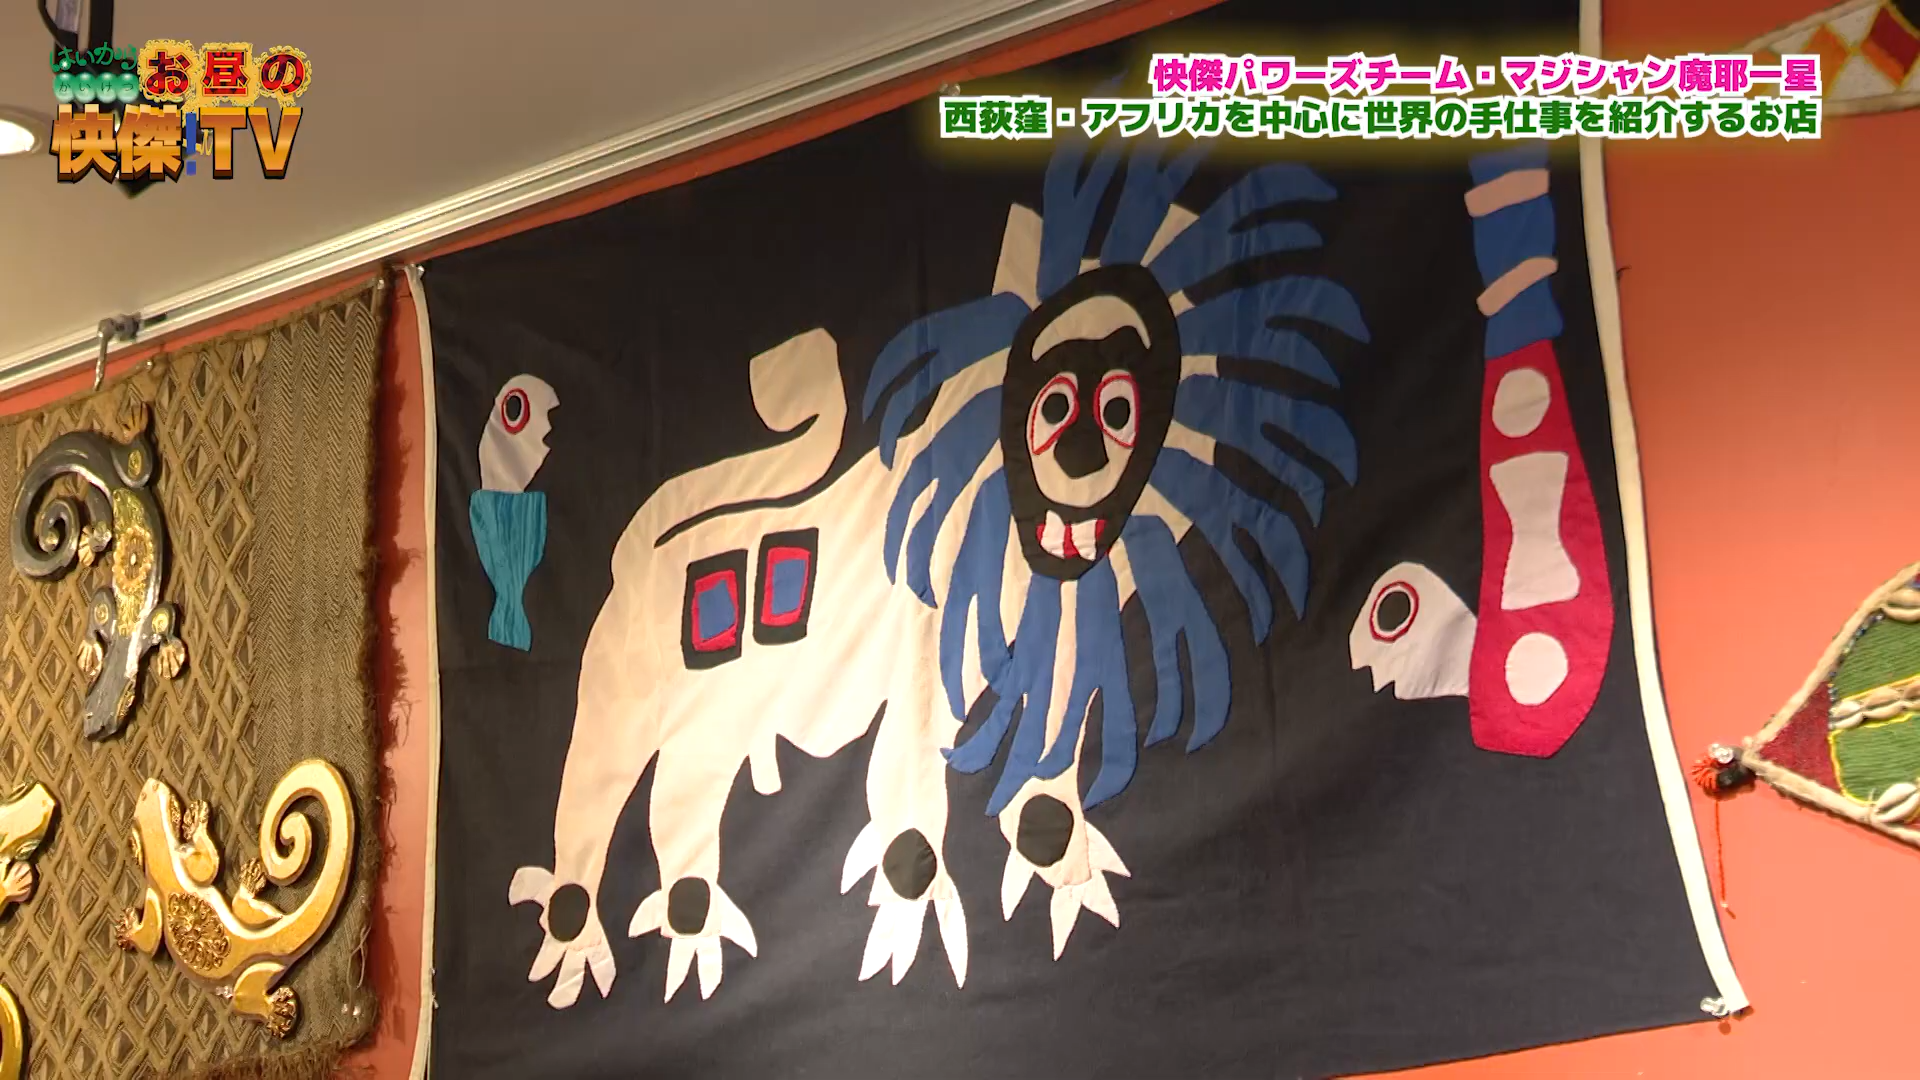 はいから
かいけつ
お昼の
快傑!TV
快傑パワーズチーム・マジシャン魔耶一星
西荻窪・アフリカを中心に世界の手仕事を紹介するお店